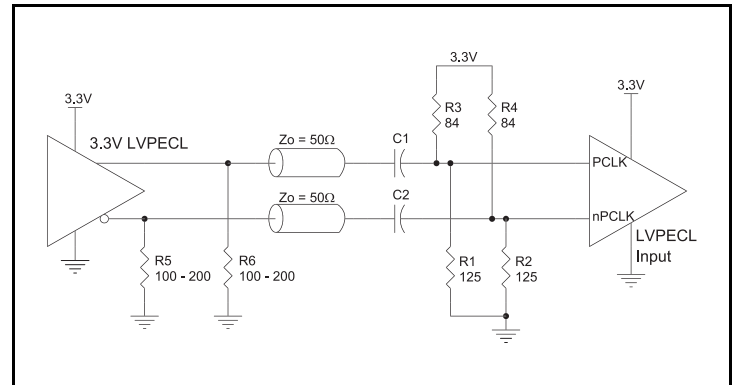 3.3V
3.3V
3.3V
R3
84
R4
84
3.3V LVPECL
Zo = 50Ω
C1
PCLK
Zo = 50Ω
C2
nPCLK
LVPECL
Input
R5
100 - 200
R6
100 - 200
R1
125
R2
125